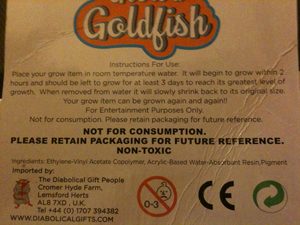 Goldfish
Instructions For Use:
Place your grow item in room temperature water. It will begin to grow within 2
hours and should be left to grow for at least 3 days to reach its greatest level of
growth. When removed from water it will slowly shrink back to its original size.
Your grow item can be grown again and again!!
For Entertainment Purposes Only.
Not for consumption. Please retain packaging for future reference.
NOT FOR CONSUMPTION.
PLEASE RETAIN PACKAGING FOR FUTURE REFERENCE.
NON-TOXIC
Ingredients: Ethylene-Vinyl Acetate Copolymer, Acrylic-Based Water-Absorbent Resin,Pigment
Imported by:
The Diabolical Gift People
Cromer Hyde Farm,
Lemsford Herts
AL8 7XD , U.K.
Tel +44 (0) 1707 394382
WWW.DIABOLICALGIFTS.COM
0-3
CE